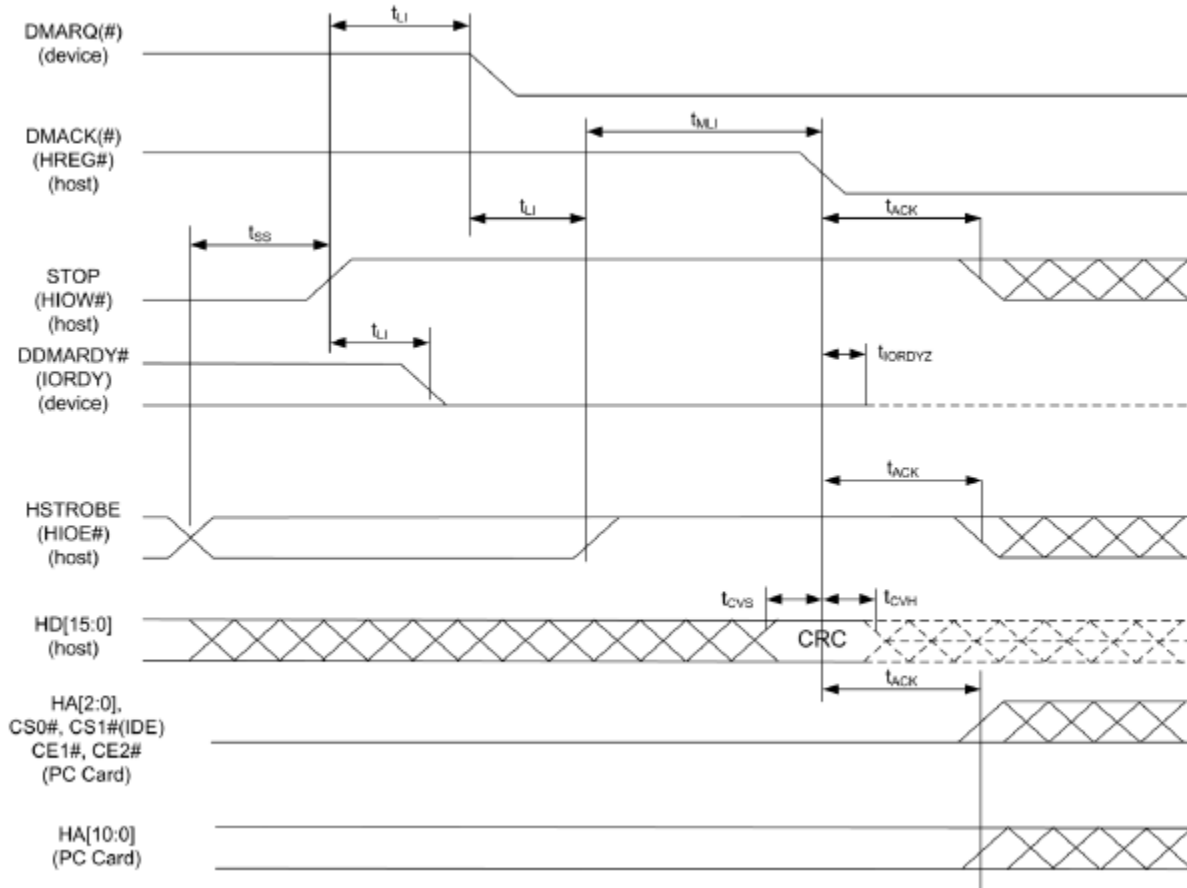 DMARQ(#)
(device)
tLI
DMACK(#)
(HREG#)
(host)
tMLI
tLI
tACK
tSS
STOP
(HIOW#)
(host)
tLI
DDMARDY#
(IORDY)
(device)
tIORDYZ
tACK
HSTROBE
(HIOE#)
(host)
tCVS
tCVH
HD[15:0]
(host)
CRC
tACK
HA[2:0],
CS0#, CS1#(IDE)
CE1#, CE2#
(PC Card)
HA[10:0]
(PC Card)